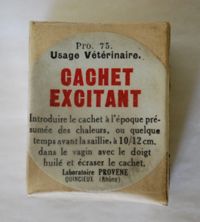 Pro. 75.
Usage Vétérinaire.
CACHET
EXCITANT
Introduire le cachet à l'époque pré-
sumée des chaleurs, ou quelque
temps avant la saillie, à 10/12 cm.
dans le vagin avec le doigt
huilé et écraser le cachet.
Laboratoire PROVENE
QUINCIEUX (Rhône)